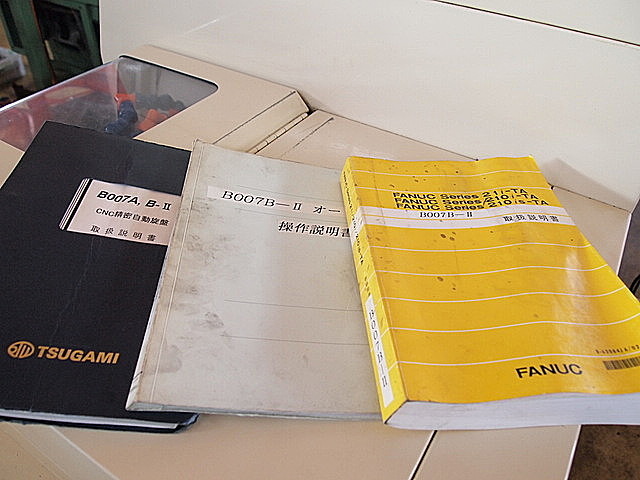 B007A, B-II
CNC精密自動旋盤
取扱説明書
TSUGAMI
B007B-II オー
操作説明書
FANUC Series 21i-TA
FANUC Series 210i-TA
FANUC Series 210is-TA
B007B-II
取扱説明書
FANUC
B007B-II